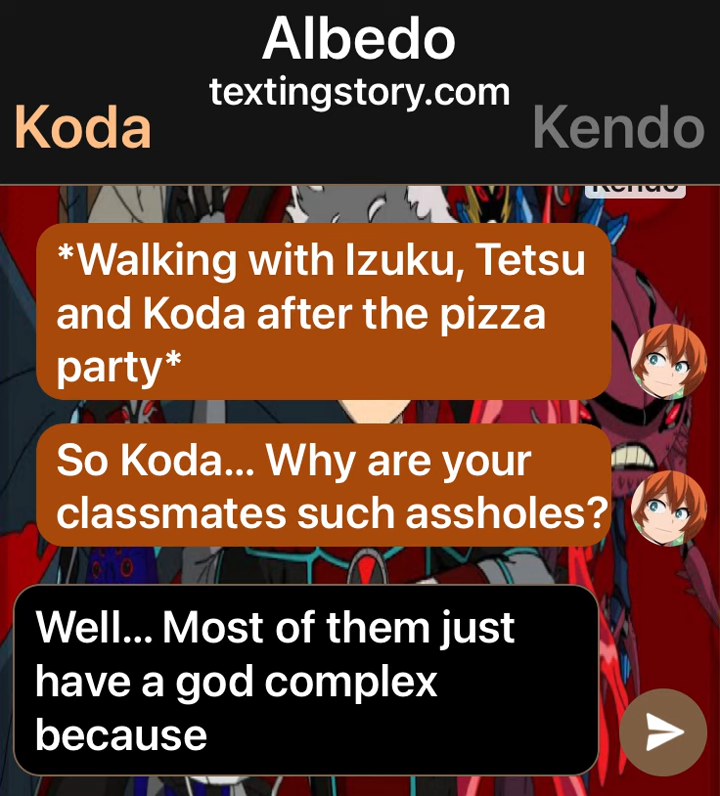 Albedo
textingstory.com
Koda
Kendo
Kendo
*Walking with Izuku, Tetsu
and Koda after the pizza
party*
So Koda... Why are your
classmates such assholes?
Well... Most of them just
have a god complex
because